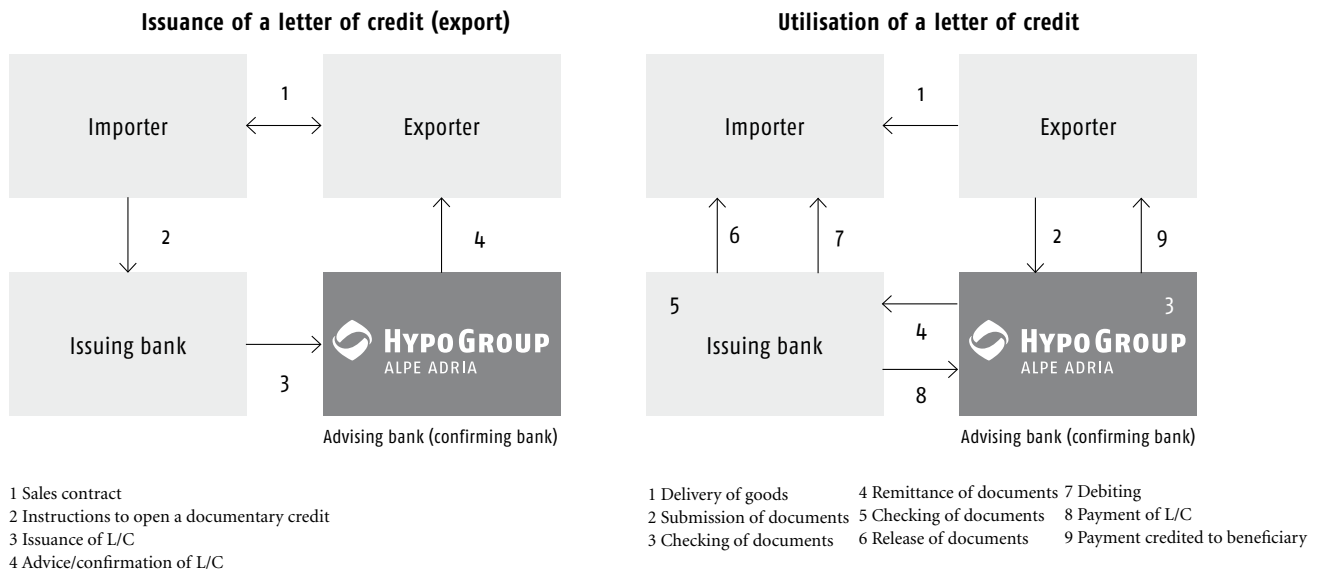 Issuance of a letter of credit (export)
1
Importer
Exporter
2
4
Issuing bank
3
HYPO GROUP
ALPE ADRIA
Advising bank (confirming bank)
1 Sales contract
2 Instructions to open a documentary credit
3 Issuance of L/C
4 Advice/confirmation of L/C
Utilisation of a letter of credit
1
Importer
Exporter
6
7
2
9
5
3
Issuing bank
4
8
HYPO GROUP
ALPE ADRIA
Advising bank (confirming bank)
1 Delivery of goods
2 Submission of documents
3 Checking of documents
4 Remittance of documents
5 Checking of documents
6 Release of documents
7 Debiting
8 Payment of L/C
9 Payment credited to beneficiary